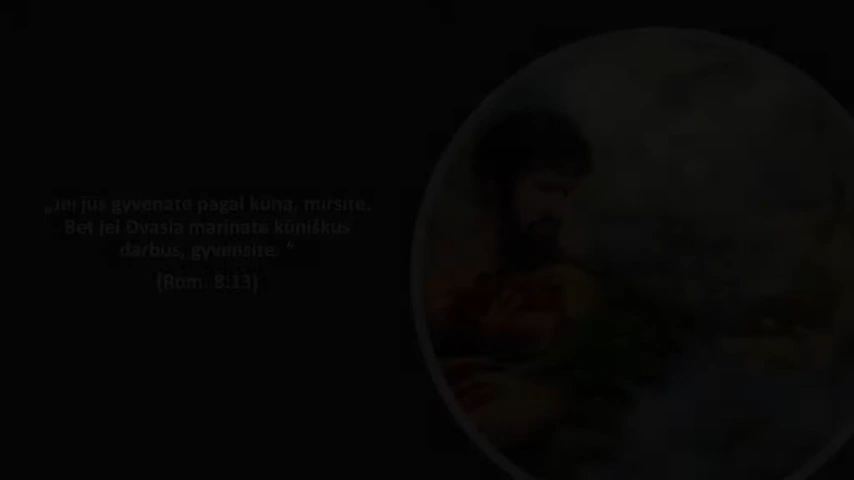 „Jei jūs gyvenate pagal kūną, mirsite.
Bet jei Dvasia marinate kūniškus
darbus, gyvensite. “
(Rom. 8:13)